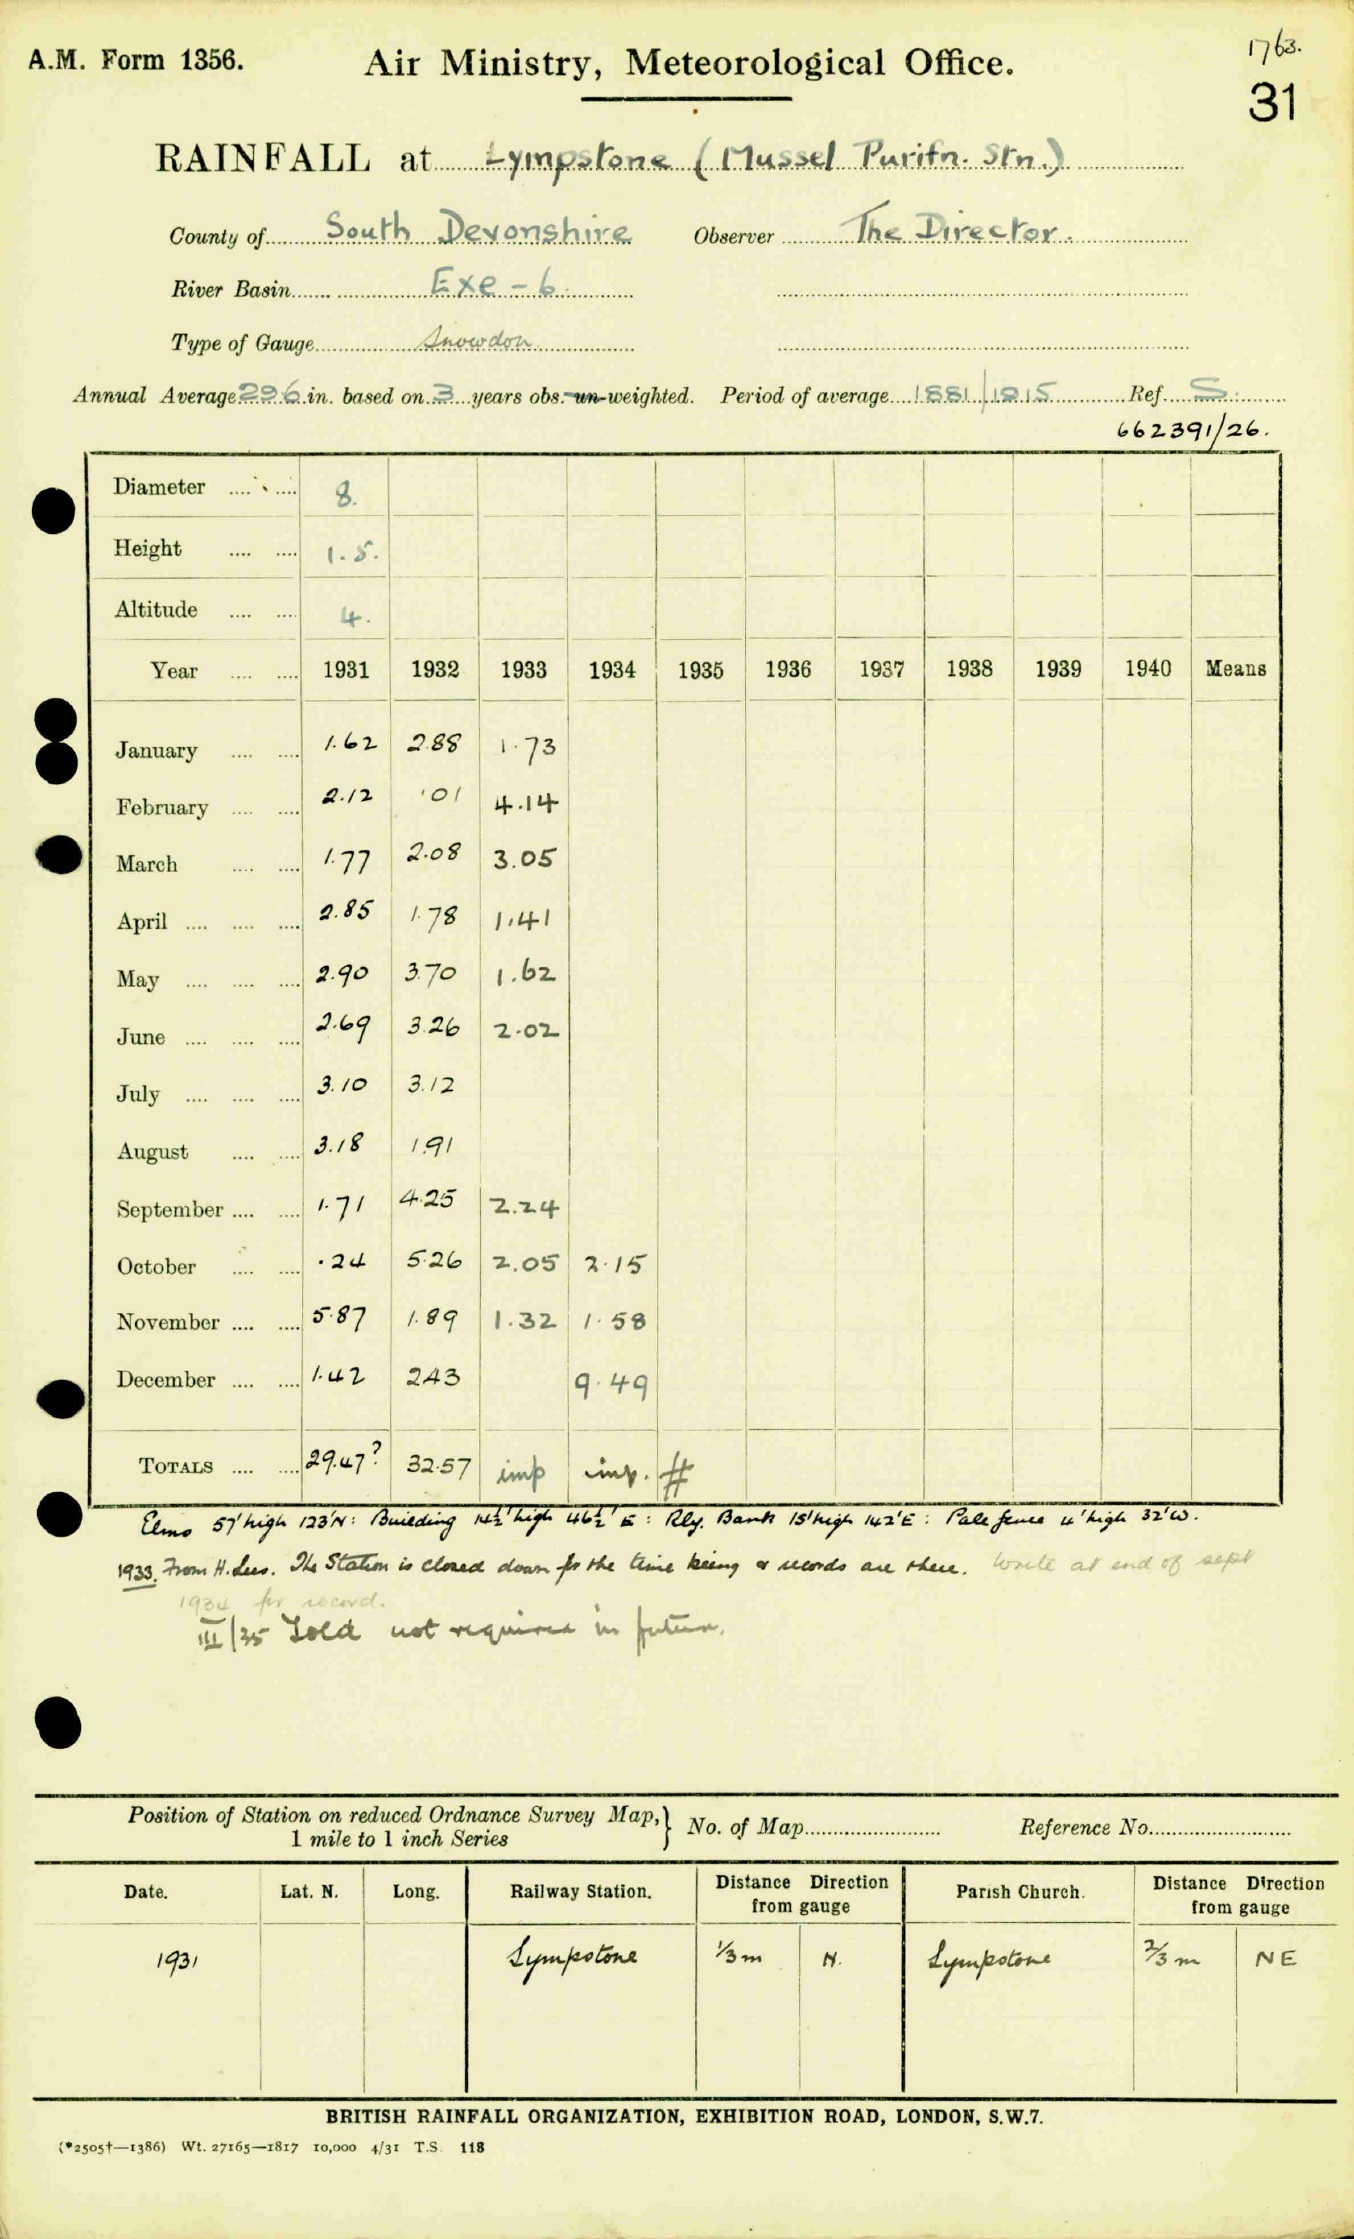 A.M. Form 1356.
Air Ministry, Meteorological Office.
1763.
31
RAINFALL at Lympstone (Mussel Purifn. Stn.)
County of South Devonshire Observer The Director.
River Basin Exe - 6
Type of Gauge Snowdon
Annual Average 29.6 in. based on 3 years obs. un-weighted. Period of average 1881/1915 Ref. S.
662391/26.
Diameter 8.
Height 1.5.
Altitude 4.
Year 1931 1932 1933 1934 1935 1936 1937 1938 1939 1940 Means
January 1.62 2.88 1.73
February 2.12 .01 4.14
March 1.77 2.08 3.05
April 2.85 1.78 1.41
May 2.90 3.70 1.62
June 2.69 3.26 2.02
July 3.10 3.12
August 3.18 1.91
September 1.71 4.25 2.24
October .24 5.26 2.05 2.15
November 5.87 1.89 1.32 1.58
December 1.42 2.43 9.49
TOTALS 29.47? 32.57 imp imp. #
Elms 57' high 123'N: Building 14½' high 46½' E: Rly. Bank 15' high 142'E: Pale fence 4' high 32'W.
1933. From H. Lees. The Station is closed down for the time being & records are there. Write at end of sept
1934 for record.
III/35 Told not required in future.
Position of Station on reduced Ordnance Survey Map,} No. of Map Reference No.
1 mile to 1 inch Series
Date. Lat. N. Long. Railway Station. Distance Direction from gauge Parish Church. Distance Direction from gauge
1931 Lympstone 1/3 m N. Lympstone 2/3 m NE
BRITISH RAINFALL ORGANIZATION, EXHIBITION ROAD, LONDON, S.W.7.
(*2505†—1386) Wt. 27165—1817 10,000 4/31 T.S. 118